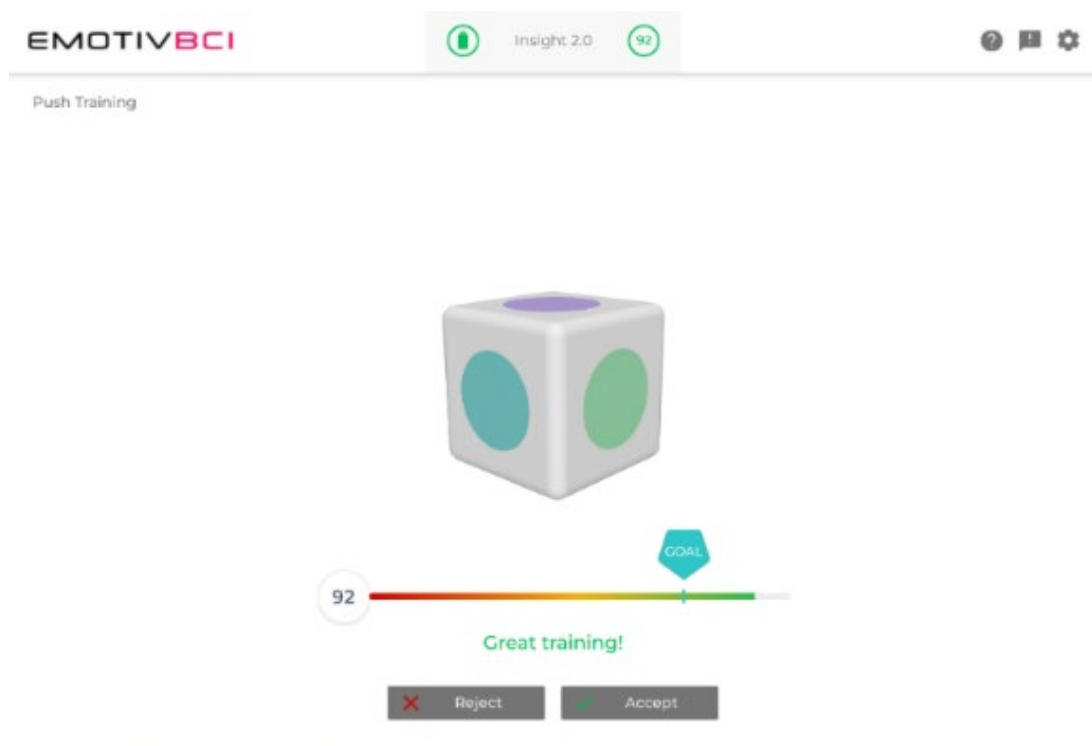 EMOTIVBCI
Insight 2.0
92
Push Training
GOAL
92
Great training!
Reject
Accept